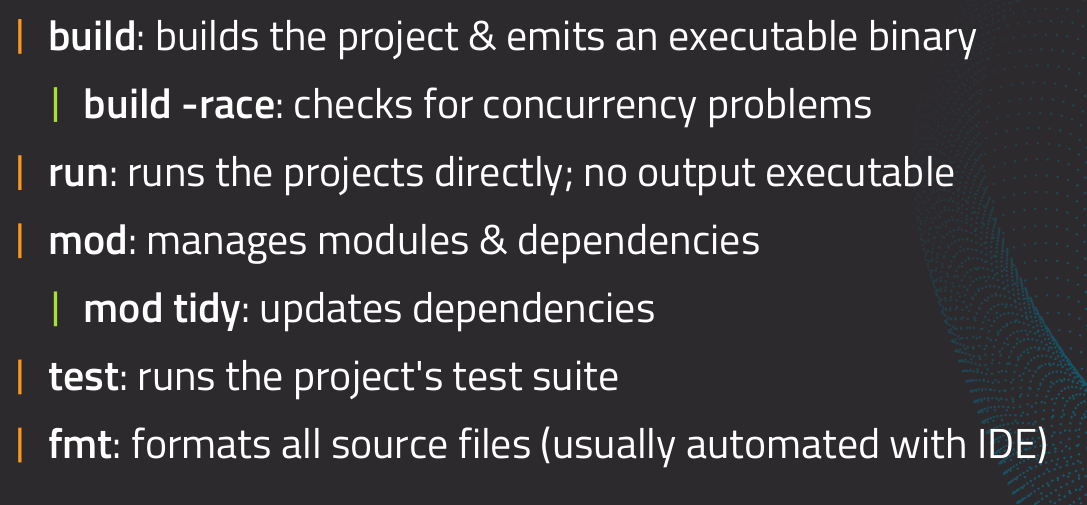 build: builds the project & emits an executable binary
build -race: checks for concurrency problems
run: runs the projects directly; no output executable
mod: manages modules & dependencies
mod tidy: updates dependencies
test: runs the project's test suite
fmt: formats all source files (usually automated with IDE)